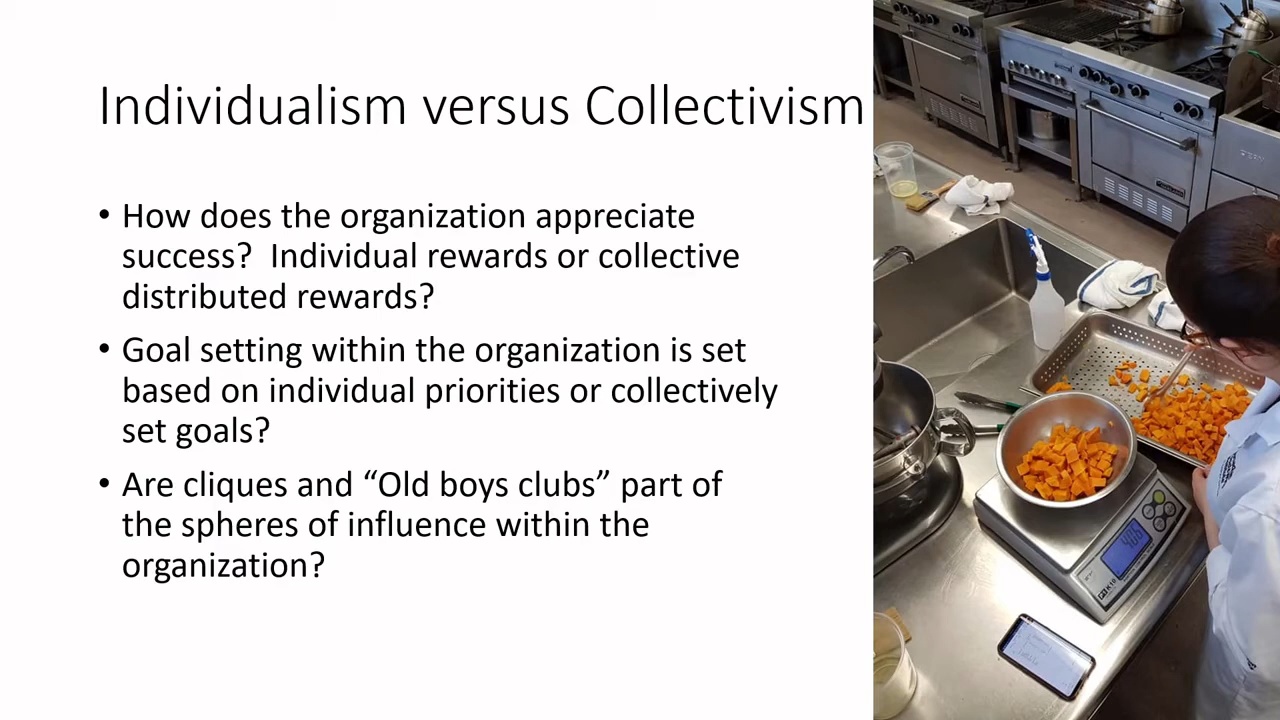 Individualism versus Collectivism
• How does the organization appreciate
success?  Individual rewards or collective
distributed rewards?
• Goal setting within the organization is set
based on individual priorities or collectively
set goals?
• Are cliques and “Old boys clubs” part of
the spheres of influence within the
organization?